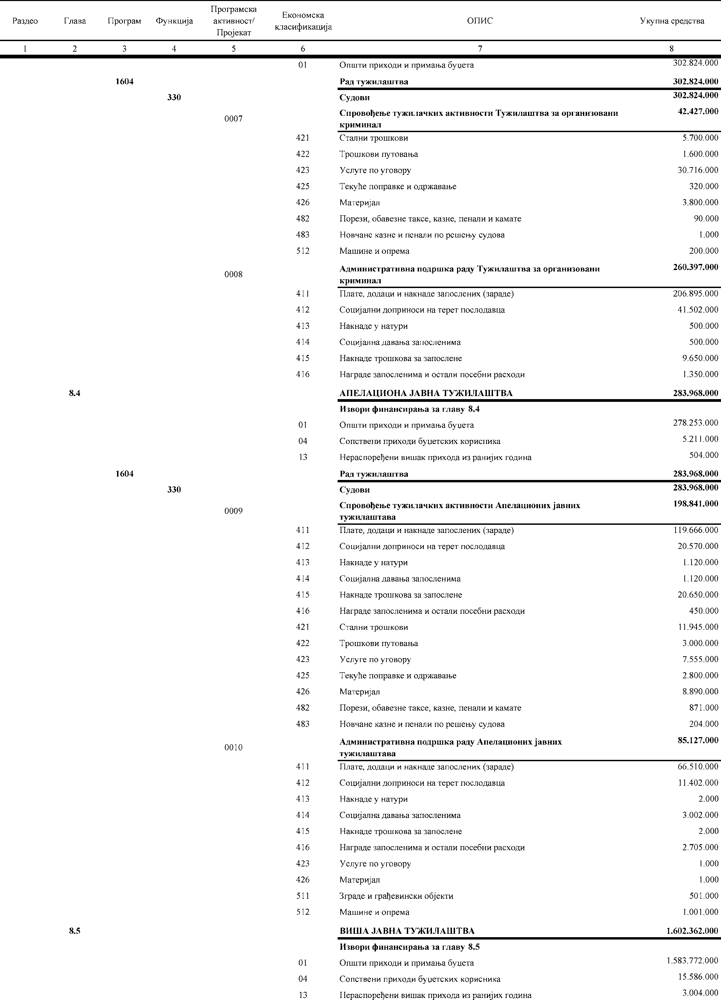 Раздео Глава Програм Функција Програмска активност/ Пројекат Економска класификација ОПИС Укупна средства
1 2 3 4 5 6 7 8
01 Општи приходи и примања буџета 302.824.000
1604 Рад тужилаштва 302.824.000
330 Судови 302.824.000
0007 Спровођење тужилачких активности Тужилаштва за организовани 42.427.000
криминал
421 Стални трошкови 5.700.000
422 Трошкови путовања 1.600.000
423 Услуге по уговору 30.716.000
425 Текуће поправке и одржавање 320.000
426 Материјал 3.800.000
482 Порези, обавезне таксе, казне, пенали и камате 90.000
483 Новчане казне и пенали по решењу судова 1.000
512 Машине и опрема 200.000
0008 Административна подршка раду Тужилаштва за организовани 260.397.000
криминал
411 Плате, додаци и накнаде запослених (зараде) 206.895.000
412 Социјални доприноси на терет послодавца 41.502.000
413 Накнаде у натури 500.000
414 Социјална давања запосленима 500.000
415 Накнаде трошкова за запослене 9.650.000
416 Награде запосленима и остали посебни расходи 1.350.000
8.4 АПЕЛАЦИОНА ЈАВНА ТУЖИЛАШТВА 283.968.000
Извори финансирања за главу 8.4
01 Општи приходи и примања буџета 278.253.000
04 Сопствени приходи буџетских корисника 5.211.000
13 Нераспоређени вишак прихода из ранијих година 504.000
1604 Рад тужилаштва 283.968.000
330 Судови 283.968.000
0009 Спровођење тужилачких активности Апелационих јавних 198.841.000
тужилаштава
411 Плате, додаци и накнаде запослених (зараде) 119.666.000
412 Социјални доприноси на терет послодавца 20.570.000
413 Накнаде у натури 1.120.000
414 Социјална давања запосленима 1.120.000
415 Накнаде трошкова за запослене 20.650.000
416 Награде запосленима и остали посебни расходи 450.000
421 Стални трошкови 11.945.000
422 Трошкови путовања 3.000.000
423 Услуге по уговору 7.555.000
425 Текуће поправке и одржавање 2.800.000
426 Материјал 8.890.000
482 Порези, обавезне таксе, казне, пенали и камате 871.000
483 Новчане казне и пенали по решењу судова 204.000
0010 Административна подршка раду Апелационих јавних 85.127.000
тужилаштава
411 Плате, додаци и накнаде запослених (зараде) 66.510.000
412 Социјални доприноси на терет послодавца 11.402.000
413 Накнаде у натури 2.000
414 Социјална давања запосленима 3.002.000
415 Накнаде трошкова за запослене 2.000
416 Награде запосленима и остали посебни расходи 2.705.000
423 Услуге по уговору 1.000
426 Материјал 1.000
511 Зграде и грађевински објекти 501.000
512 Машине и опрема 1.001.000
8.5 ВИША ЈАВНА ТУЖИЛАШТВА 1.602.362.000
Извори финансирања за главу 8.5
01 Општи приходи и примања буџета 1.583.772.000
04 Сопствени приходи буџетских корисника 15.586.000
13 Нераспоређени вишак прихода из ранијих година 3.004.000